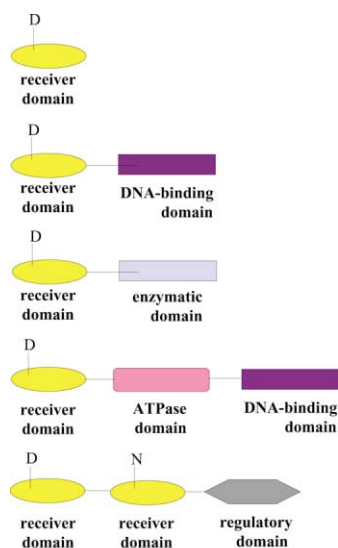 D
receiver
domain
D
receiver DNA-binding
domain domain
D
receiver enzymatic
domain domain
D
receiver ATPase DNA-binding
domain domain domain
D N
receiver receiver regulatory
domain domain domain